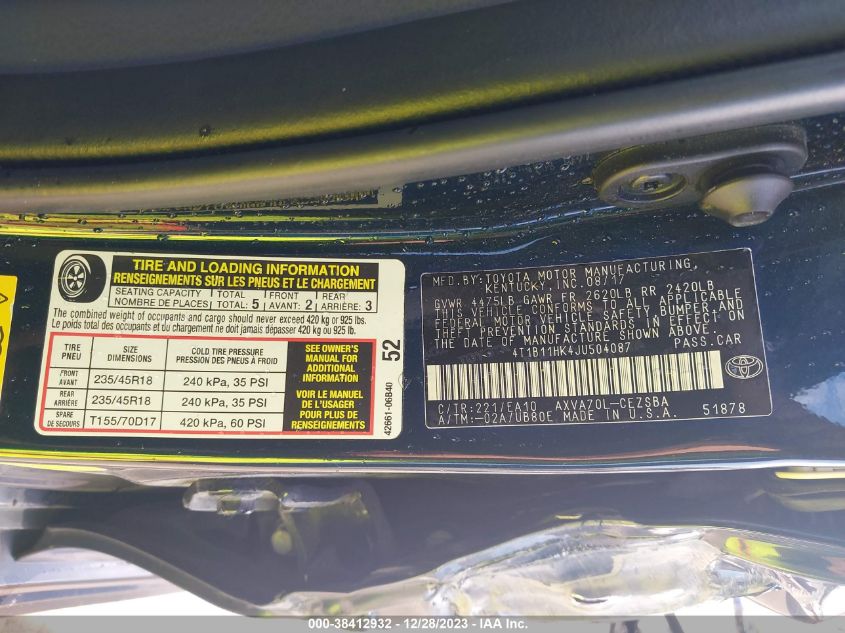 TIRE AND LOADING INFORMATION
RENSEIGNEMENTS SUR LES PNEUS ET LE CHARGEMENT
SEATING CAPACITY
NOMBRE DE PLACES
TOTAL
TOTAL: 5
FRONT
AVANT: 2
REAR
ARRIÈRE: 3
The combined weight of occupants and cargo should never exceed 420 kg or 925 lbs.
Le poids total des occupants et du chargement ne doit jamais dépasser 420 kg ou 925 lb.
TIRE
PNEU
SIZE
DIMENSIONS
COLD TIRE PRESSURE
PRESSION DES PNEUS À FROID
FRONT
AVANT
235/45R18
240 kPa, 35 PSI
REAR
ARRIÈRE
235/45R18
240 kPa, 35 PSI
SPARE
DE SECOURS
T155/70D17
420 kPa, 60 PSI
SEE OWNER'S
MANUAL FOR
ADDITIONAL
INFORMATION
VOIR LE MANUEL
DE L'USAGER
POUR PLUS DE
RENSEIGNEMENTS
52
42661-06B40
MFD.BY:TOYOTA MOTOR MANUFACTURING,
KENTUCKY, INC. 08/17
GVWR 4475LB GAWR FR 2620LB RR 2420LB
THIS VEHICLE CONFORMS TO ALL APPLICABLE
FEDERAL MOTOR VEHICLE SAFETY, BUMPER, AND
THEFT PREVENTION STANDARDS IN EFFECT ON
THE DATE OF MANUFACTURE SHOWN ABOVE.
4T1B11HK4JU504087 PASS.CAR
C/TR:221/EA10 AXVA70L-CEZSBA
A/TM:-02A/UB80E MADE IN U.S.A. 51878
000-38412932 - 12/28/2023 - IAA Inc.